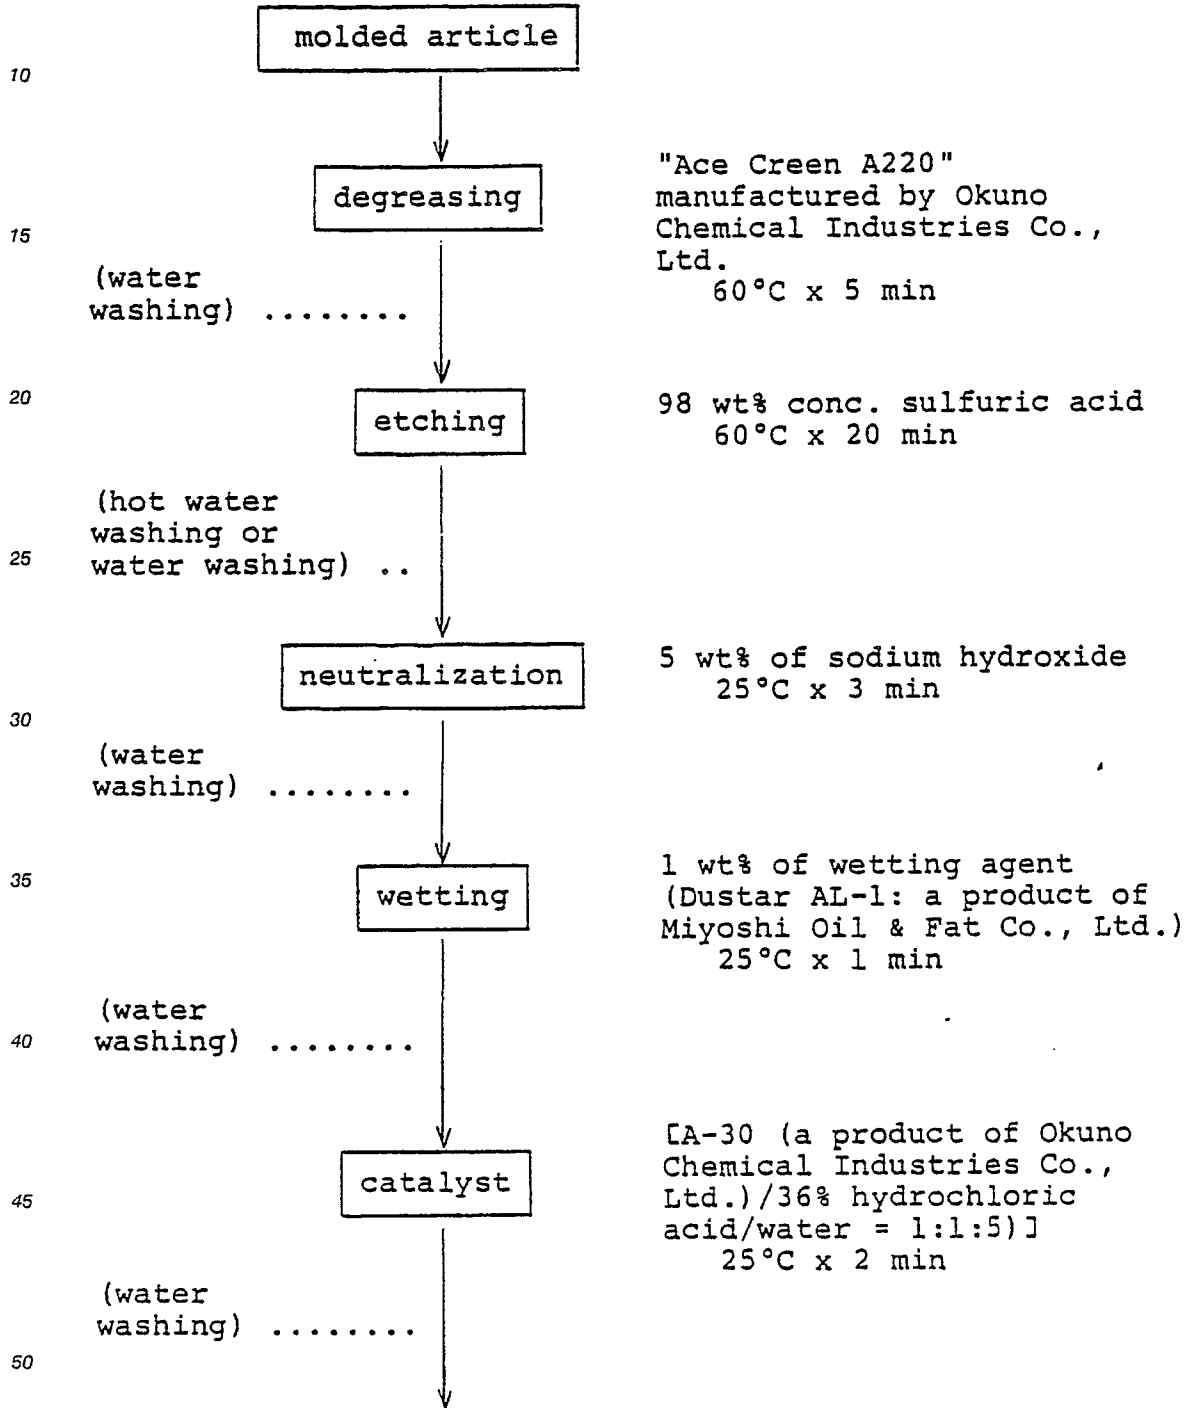 molded article
10
degreasing
"Ace Creen A220"
manufactured by Okuno
Chemical Industries Co.,
Ltd.
60°C x 5 min
15
(water
washing) ........
20
etching
98 wt% conc. sulfuric acid
60°C x 20 min
(hot water
washing or
water washing) ..
25
neutralization
5 wt% of sodium hydroxide
25°C x 3 min
30
(water
washing) ........
35
wetting
1 wt% of wetting agent
(Dustar AL-1: a product of
Miyoshi Oil & Fat Co., Ltd.)
25°C x 1 min
(water
washing) ........
40
catalyst
[A-30 (a product of Okuno
Chemical Industries Co.,
Ltd.)/36% hydrochloric
acid/water = 1:1:5)]
25°C x 2 min
45
(water
washing) ........
50